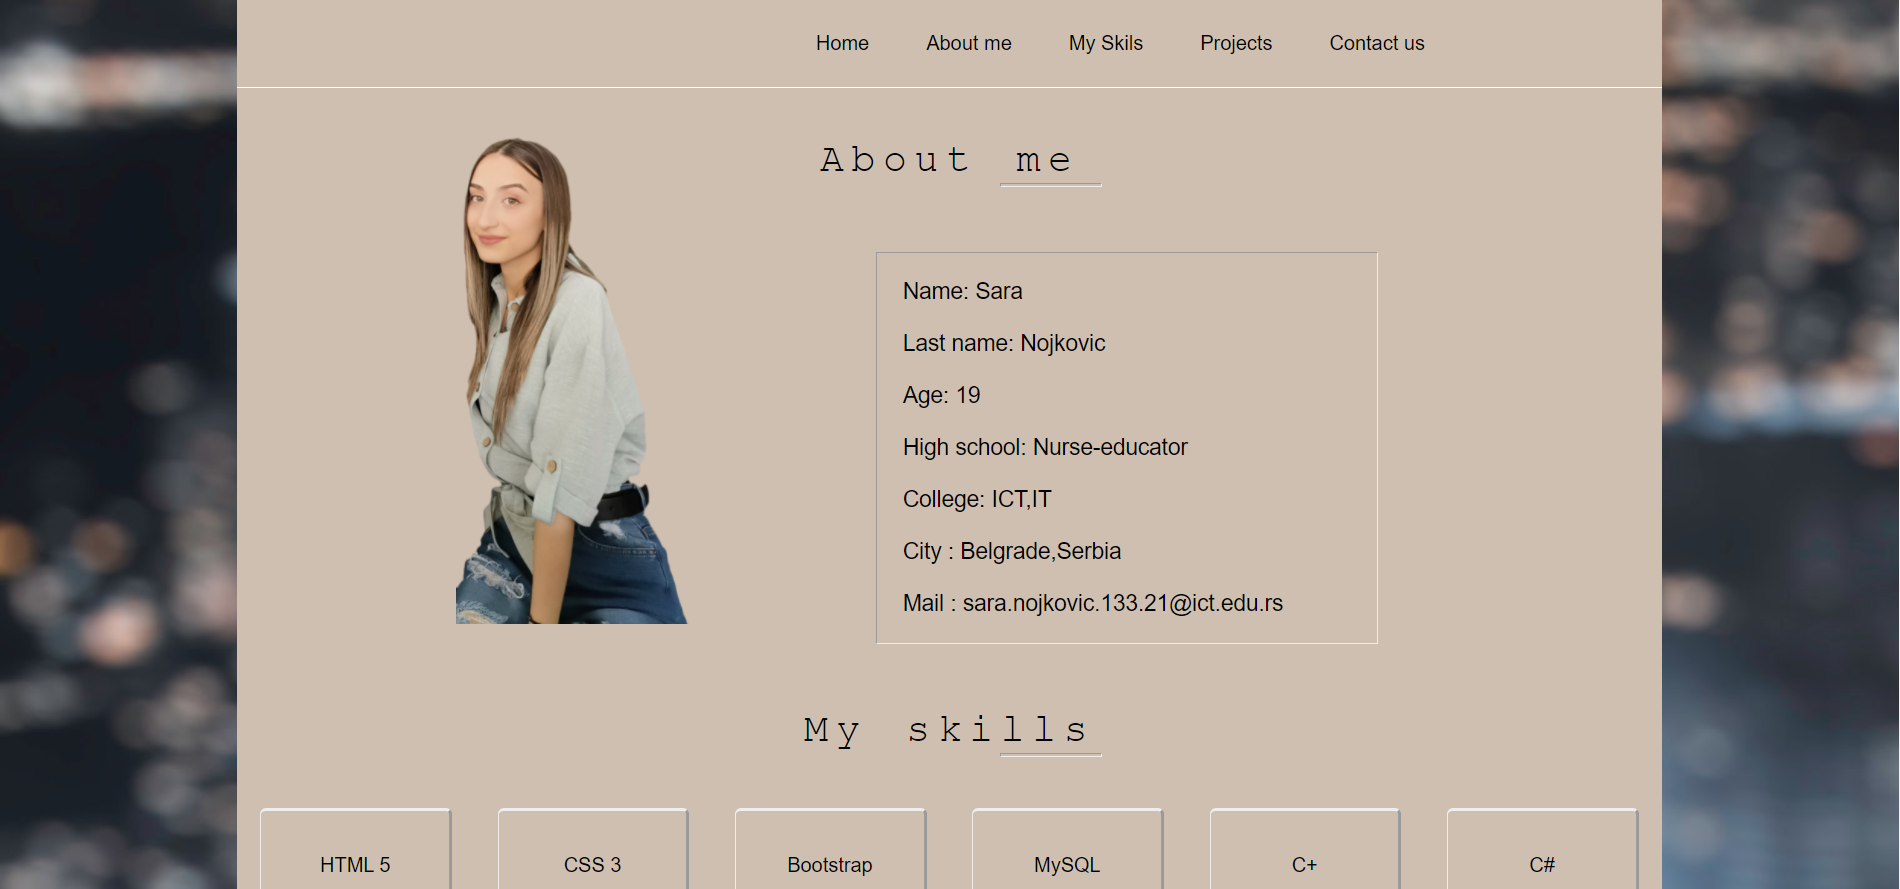 Home About me My Skils Projects Contact us
About me
Name: Sara
Last name: Nojkovic
Age: 19
High school: Nurse-educator
College: ICT,IT
City : Belgrade,Serbia
Mail : sara.nojkovic.133.21@ict.edu.rs
My skills
HTML 5 CSS 3 Bootstrap MySQL C+ C#